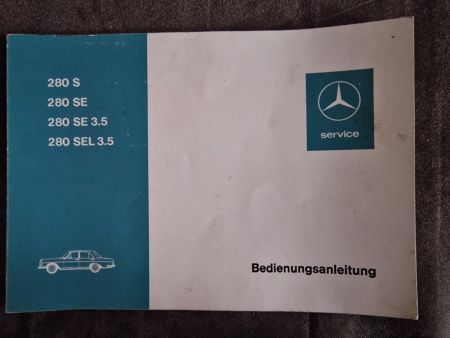 280 S
280 SE
280 SE 3.5
280 SEL 3.5
service
Bedienungsanleitung